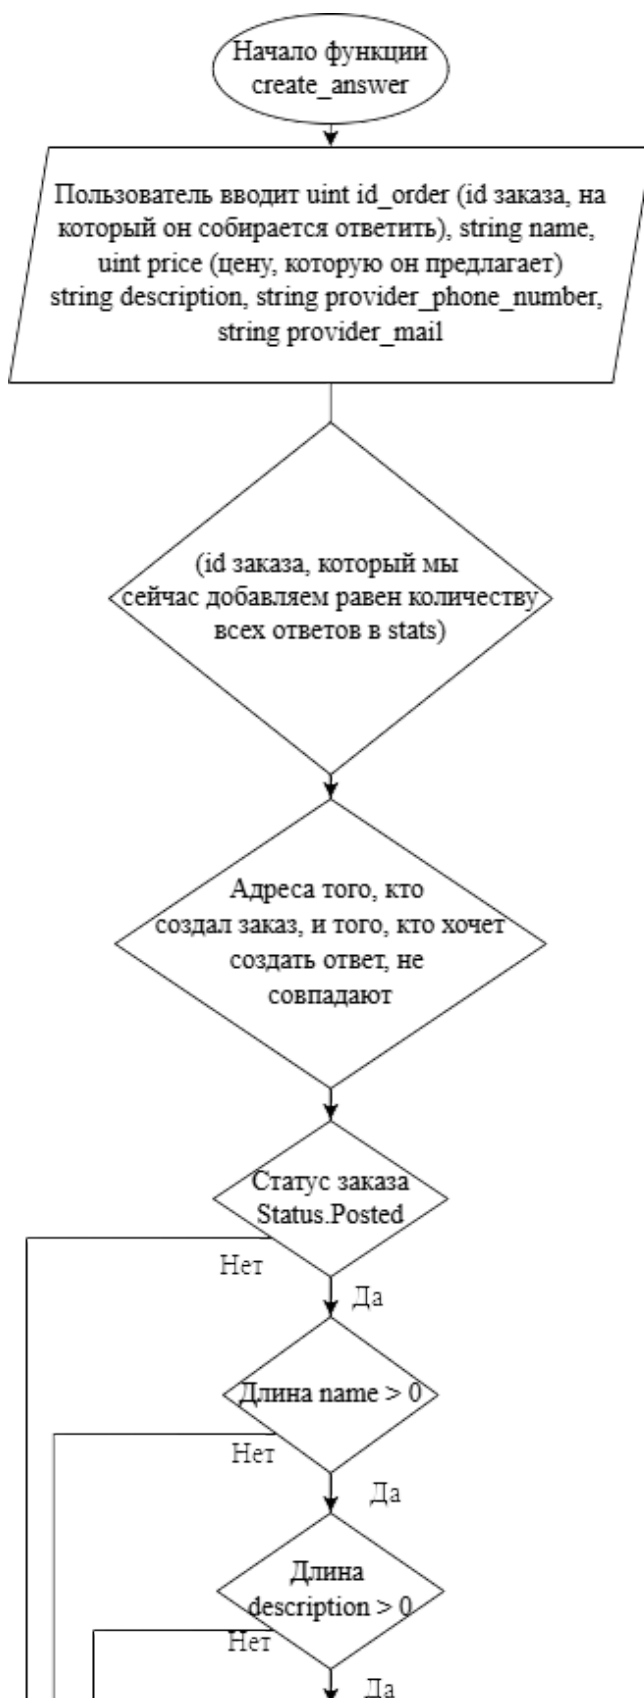 Начало функции
create_answer
Пользователь вводит uint id_order (id заказа, на
который он собирается ответить), string name,
uint price (цену, которую он предлагает)
string description, string provider_phone_number,
string provider_mail
(id заказа, который мы
сейчас добавляем равен количеству
всех ответов в stats)
Адреса того, кто
создал заказ, и того, кто хочет
создать ответ, не
совпадают
Статус заказа
Status.Posted
Нет
Да
Длина name > 0
Нет
Да
Длина
description > 0
Нет
Да